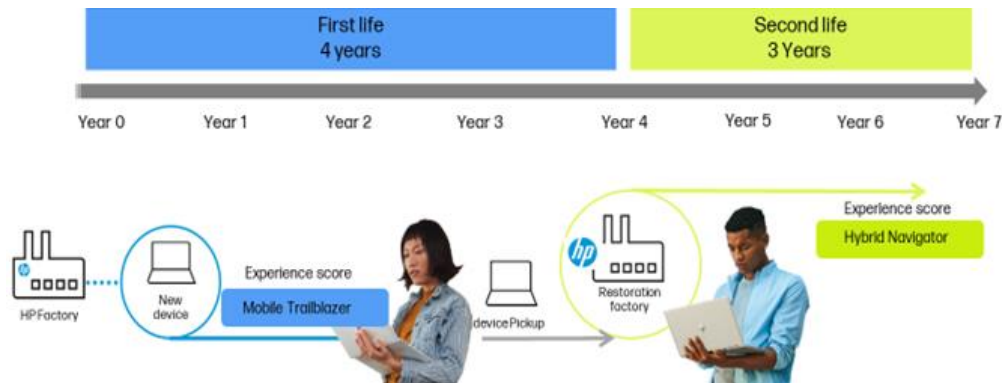 First life
4 years
Second life
3 Years
Year 0
Year 1
Year 2
Year 3
Year 4
Year 5
Year 6
Year 7
hp
HP Factory
New
device
Experience score
Mobile Trailblazer
device Pickup
hp
Restoration
factory
Experience score
Hybrid Navigator